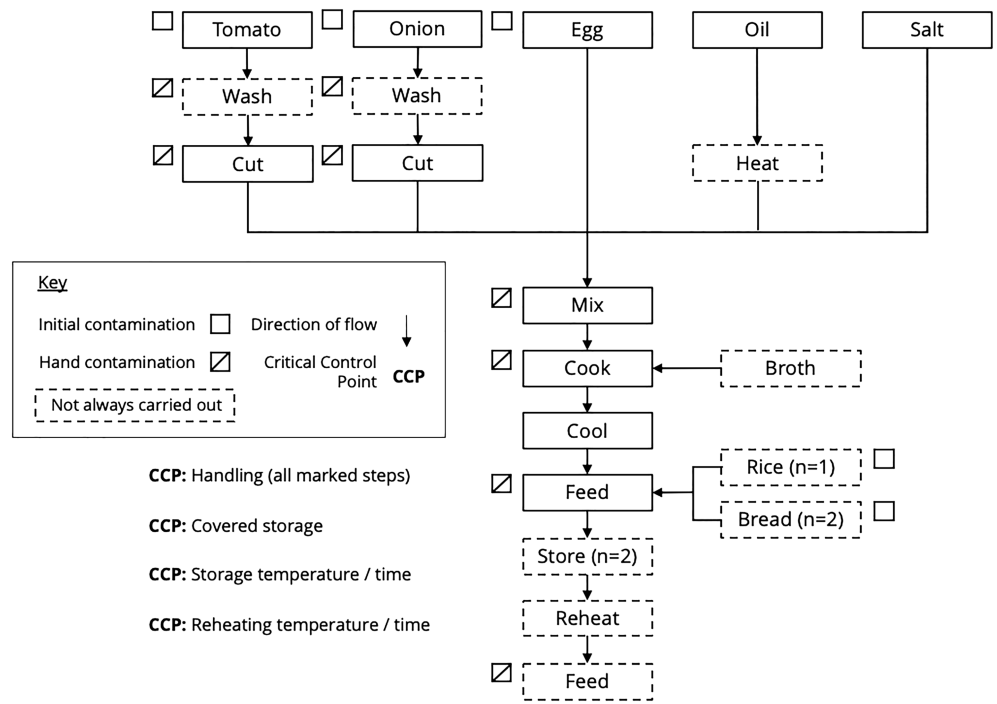 Tomato
Onion
Egg
Oil
Salt
Wash
Wash
Cut
Cut
Heat
Key
Initial contamination
Direction of flow
Hand contamination
Critical Control
Point
CCP
Not always carried out
Mix
Cook
Broth
Cool
Feed
Rice (n=1)
Bread (n=2)
Store (n=2)
Reheat
Feed
CCP: Handling (all marked steps)
CCP: Covered storage
CCP: Storage temperature / time
CCP: Reheating temperature / time